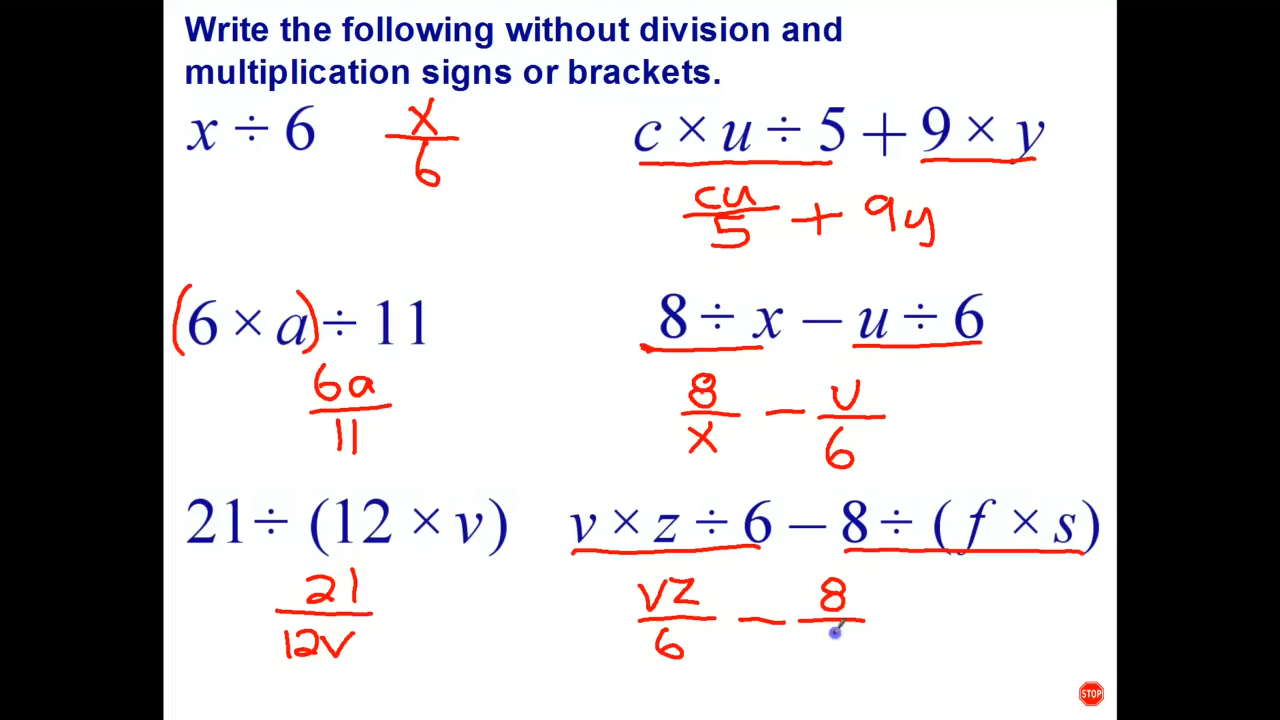 Write the following without division and
multiplication signs or brackets.
x ÷ 6
x/6
c × u ÷ 5 + 9 × y
cu/5 + 9y
(6 × a) ÷ 11
6a/11
8 ÷ x − u ÷ 6
8/x − u/6
21 ÷ (12 × v)
21/12v
v × z ÷ 6 − 8 ÷ (f × s)
vz/6 − 8/
STOP